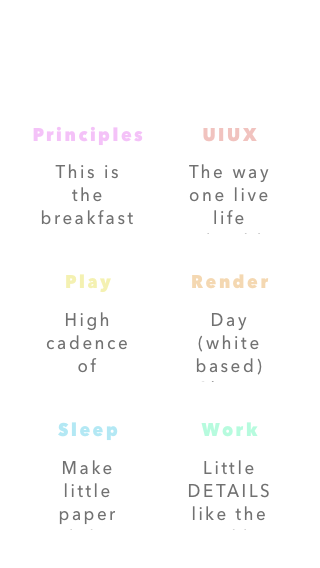 Principles
This is
the
breakfast
UIUX
The way
one live
life
Play
High
cadence
of
Render
Day
(white
based)
Sleep
Make
little
paper
Work
Little
DETAILS
like the